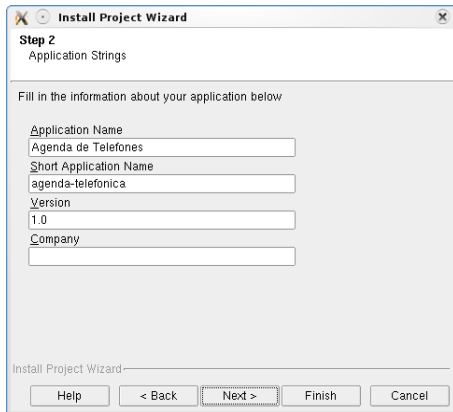 Install Project Wizard
Step 2
Application Strings
Fill in the information about your application below
Application Name
Agenda de Telefones
Short Application Name
agenda-telefonica
Version
1.0
Company
Install Project Wizard
Help < Back Next > Finish Cancel